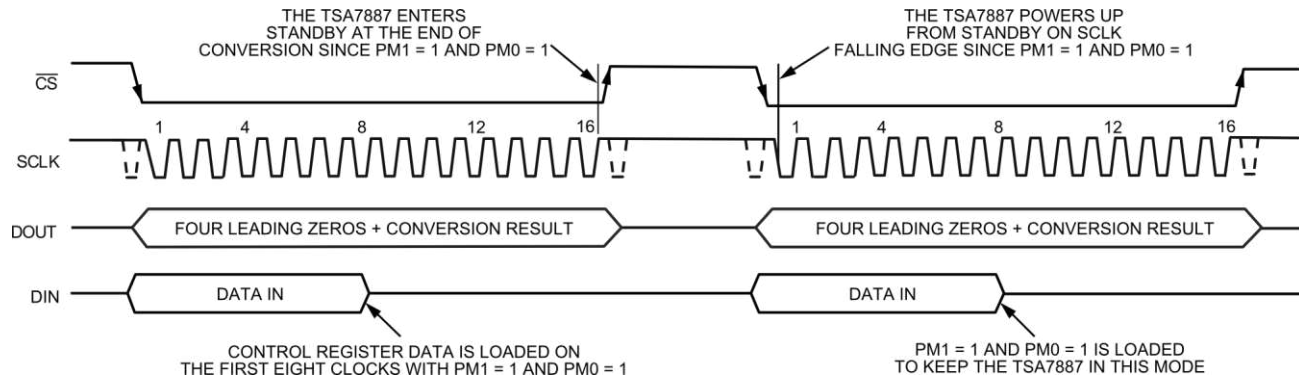 THE TSA7887 ENTERS
STANDBY AT THE END OF
CONVERSION SINCE PM1 = 1 AND PM0 = 1
THE TSA7887 POWERS UP
FROM STANDBY ON SCLK
FALLING EDGE SINCE PM1 = 1 AND PM0 = 1
CS
1 4 8 12 16 1 4 8 12 16
SCLK
DOUT FOUR LEADING ZEROS + CONVERSION RESULT FOUR LEADING ZEROS + CONVERSION RESULT
DIN DATA IN DATA IN
CONTROL REGISTER DATA IS LOADED ON
THE FIRST EIGHT CLOCKS WITH PM1 = 1 AND PM0 = 1
PM1 = 1 AND PM0 = 1 IS LOADED
TO KEEP THE TSA7887 IN THIS MODE